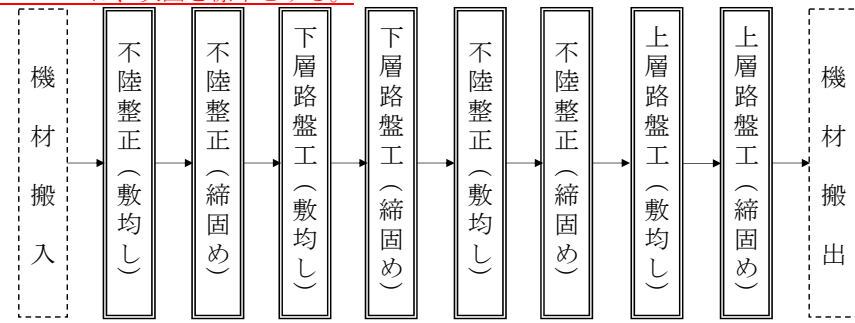 機材搬入
不陸整正（敷均し）
不陸整正（締固め）
下層路盤工（敷均し）
下層路盤工（締固め）
不陸整正（敷均し）
不陸整正（締固め）
上層路盤工（敷均し）
上層路盤工（締固め）
機材搬出